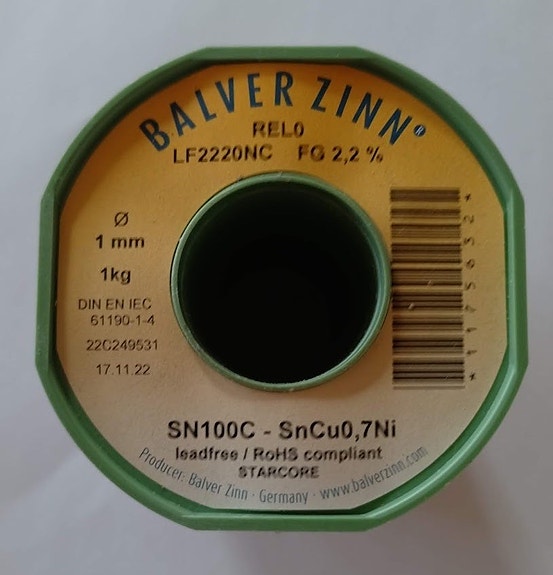 BALVER ZINN®
REL0
LF2220NC FG 2,2 %
Ø
1 mm
1kg
DIN EN IEC
61190-1-4
22C249531
17.11.22
*11750632*
SN100C - SnCu0,7Ni
leadfree / RoHS compliant
STARCORE
Producer: Balver Zinn · Germany · www.balverzinn.com